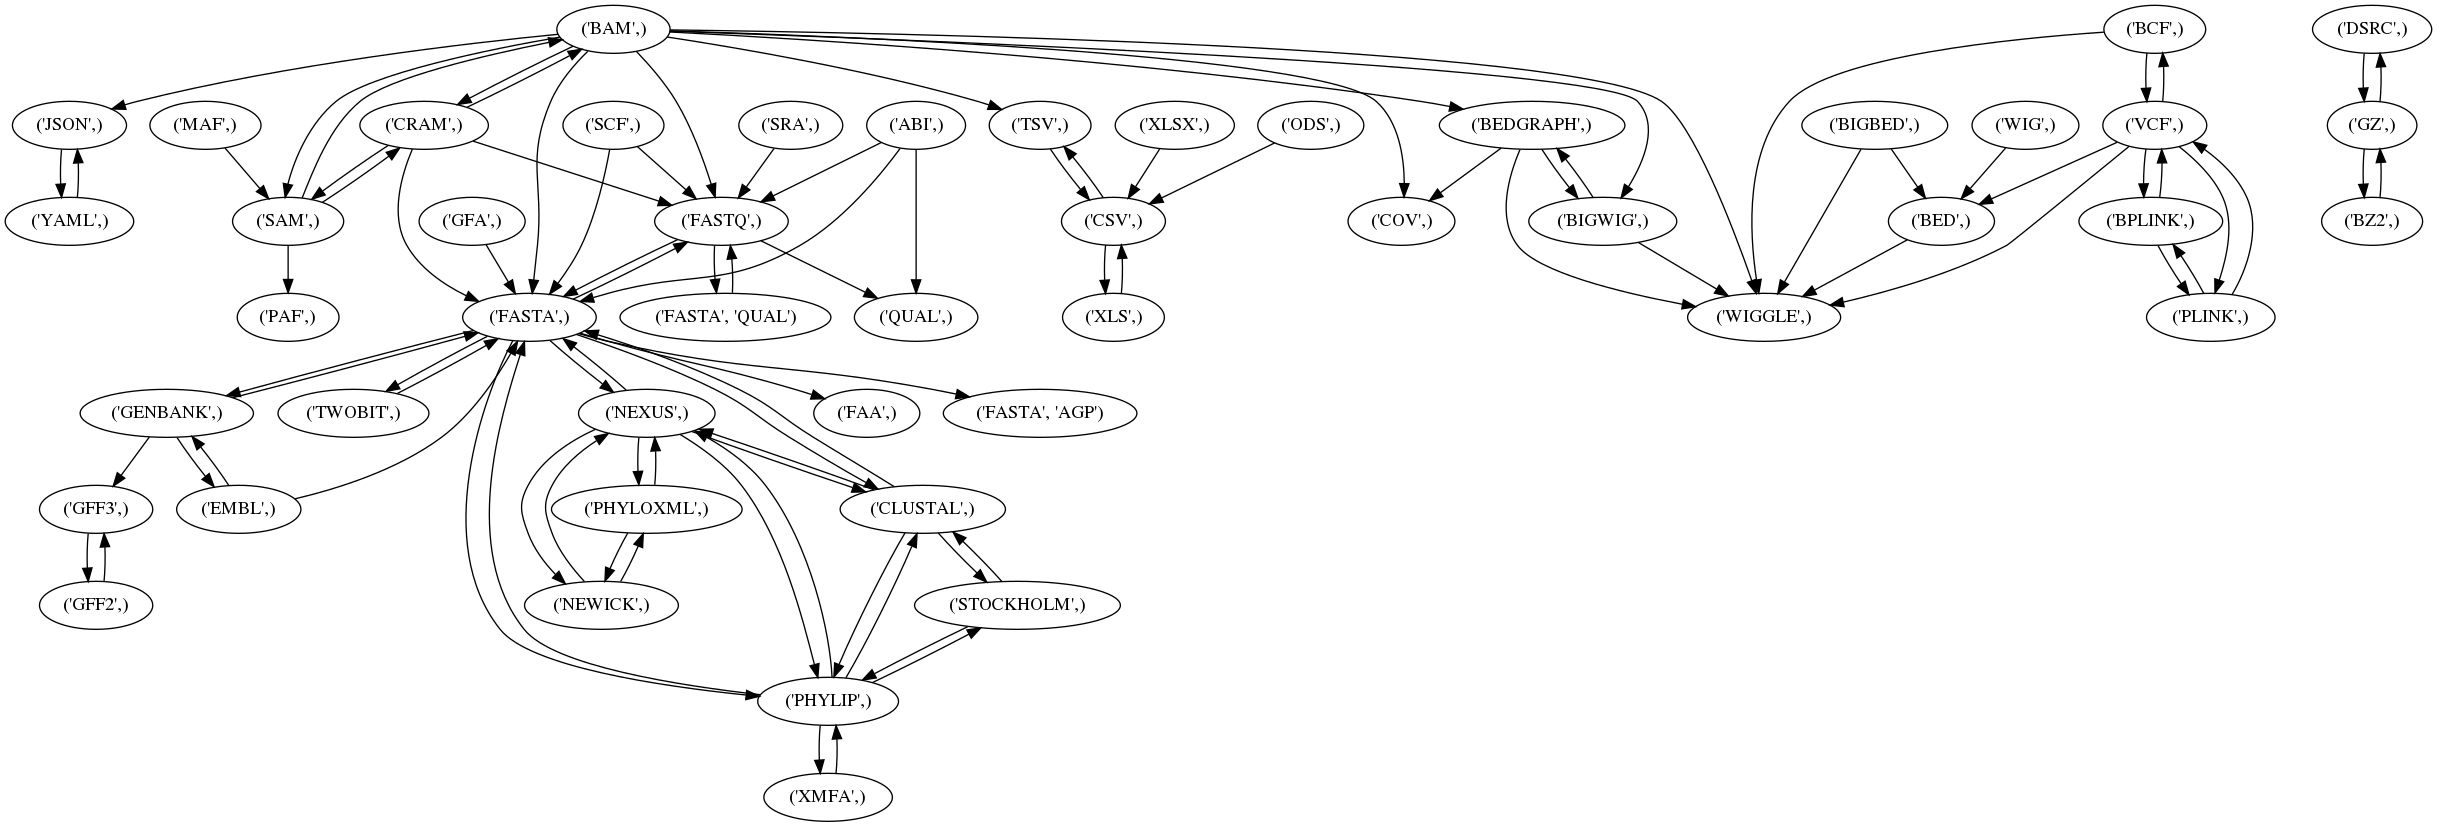 ('BAM',)
('BCF',)
('DSRC',)
('JSON',)
('MAF',)
('CRAM',)
('SCF',)
('SRA',)
('ABI',)
('TSV',)
('XLSX',)
('ODS',)
('BEDGRAPH',)
('BIGBED',)
('WIG',)
('VCF',)
('GZ',)
('YAML',)
('SAM',)
('GFA',)
('FASTQ',)
('CSV',)
('COV',)
('BIGWIG',)
('BED',)
('BPLINK',)
('BZ2',)
('PAF',)
('FASTA',)
('FASTA', 'QUAL')
('QUAL',)
('XLS',)
('WIGGLE',)
('PLINK',)
('GENBANK',)
('TWOBIT',)
('NEXUS',)
('FAA',)
('FASTA', 'AGP')
('GFF3',)
('EMBL',)
('PHYLOXML',)
('CLUSTAL',)
('GFF2',)
('NEWICK',)
('STOCKHOLM',)
('PHYLIP',)
('XMFA',)